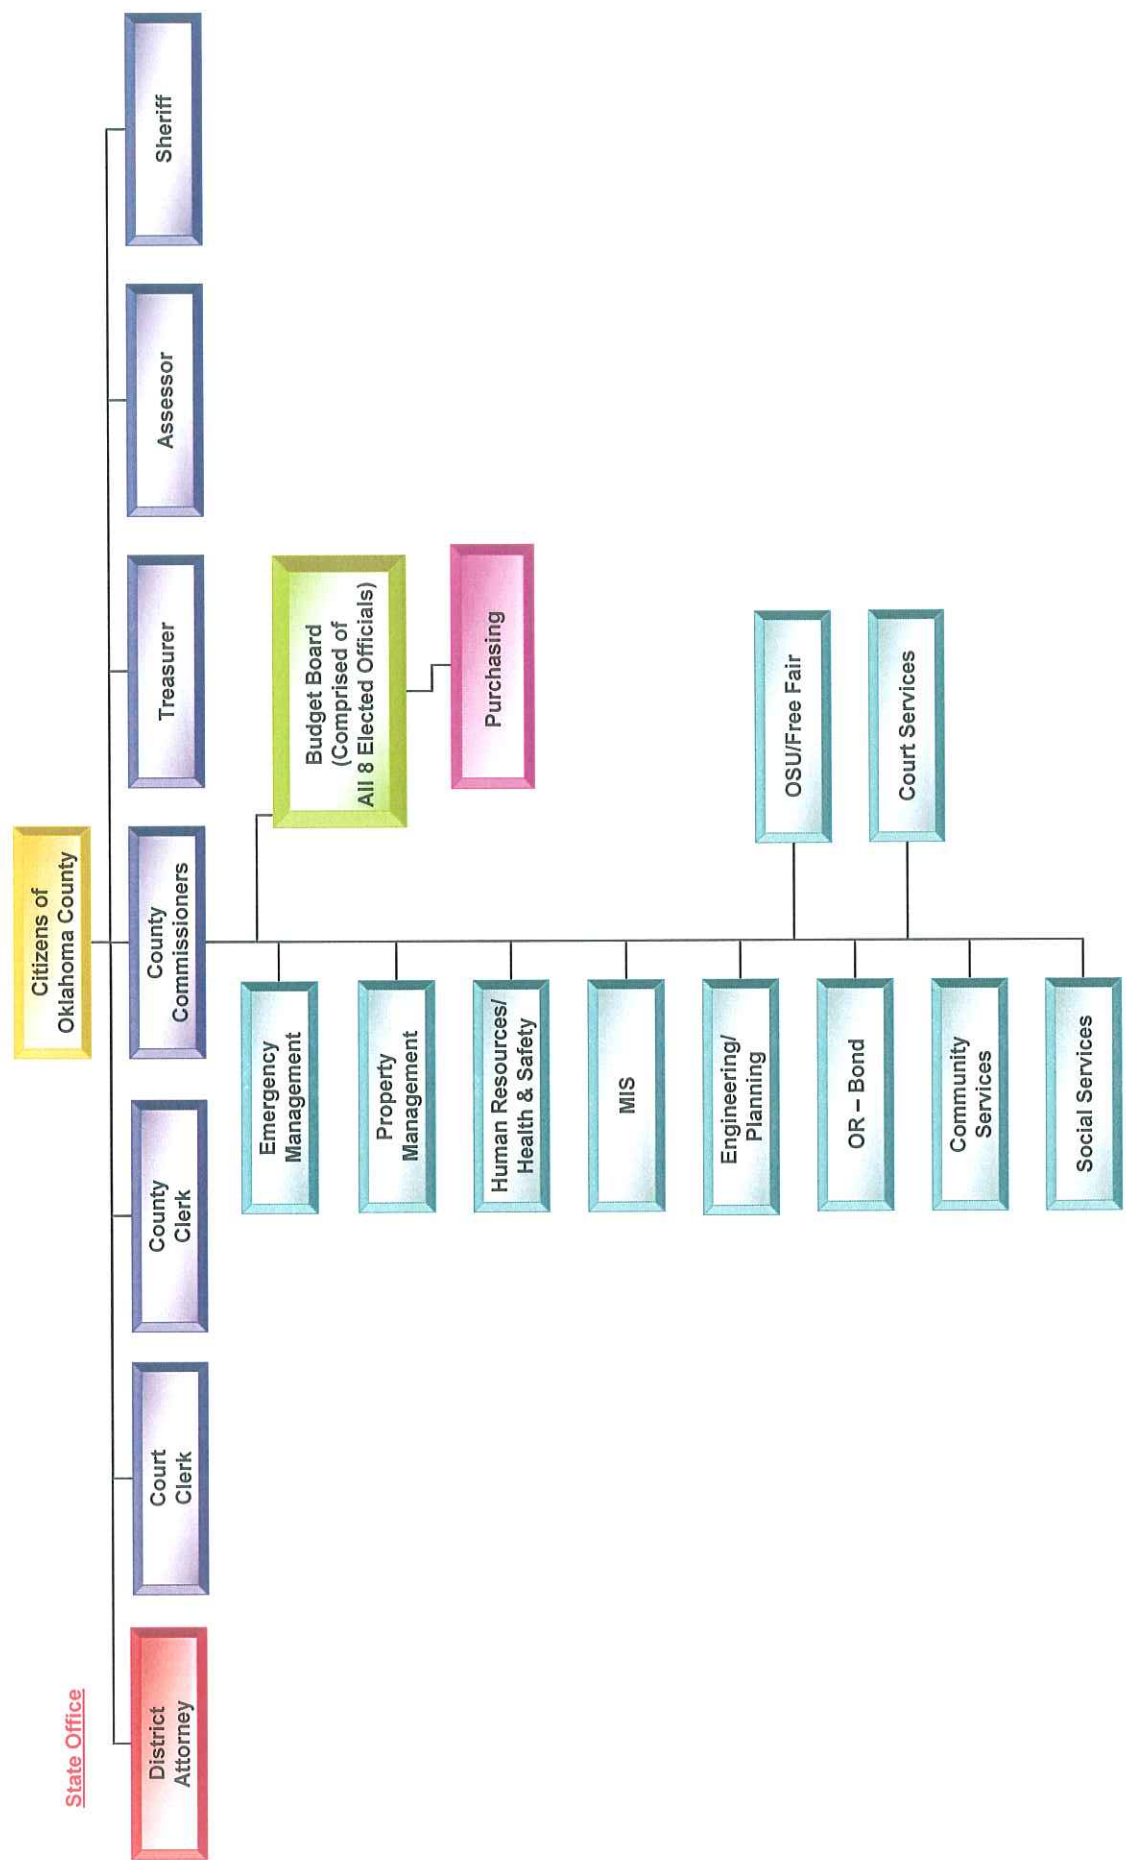 Citizens of
Oklahoma County
State Office
District
Attorney
Court
Clerk
County
Clerk
County
Commissioners
Treasurer
Assessor
Sheriff
Emergency
Management
Budget Board
(Comprised of
All 8 Elected Officials)
Property
Management
Purchasing
Human Resources/
Health & Safety
MIS
Engineering/
Planning
OSU/Free Fair
OR – Bond
Court Services
Community
Services
Social Services